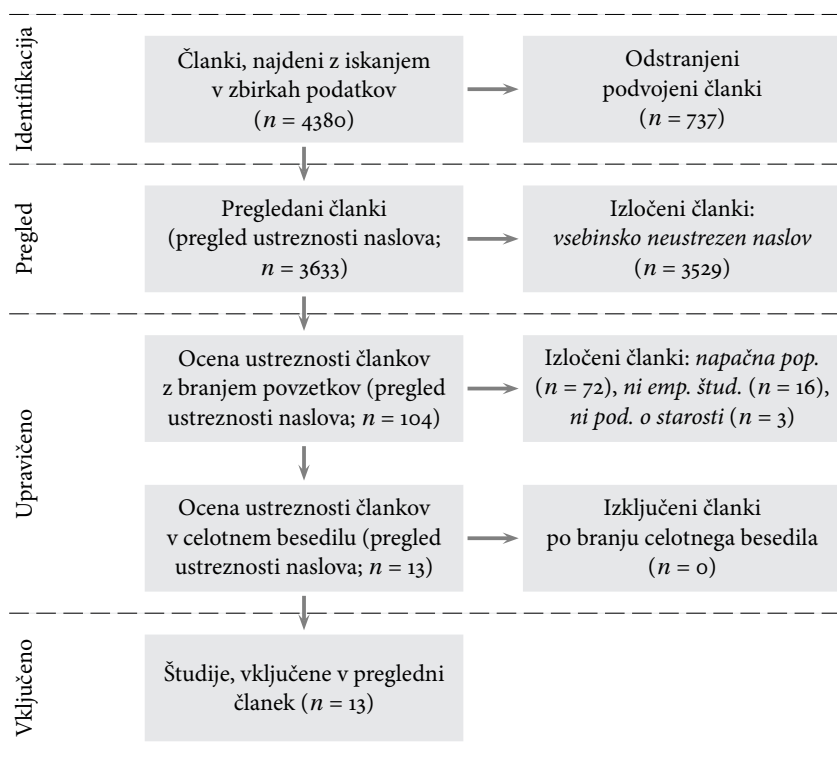 Identifikacija
Članki, najdeni z iskanjem
v zbirkah podatkov
(n = 4380)
Odstranjeni
podvojeni članki
(n = 737)
Pregled
Pregledani članki
(pregled ustreznosti naslova;
n = 3633)
Izločeni članki:
vsebinsko neustrezen naslov
(n = 3529)
Upravičeno
Ocena ustreznosti člankov
z branjem povzetkov (pregled
ustreznosti naslova; n = 104)
Izločeni članki: napačna pop.
(n = 72), ni emp. štud. (n = 16),
ni pod. o starosti (n = 3)
Ocena ustreznosti člankov
v celotnem besedilu (pregled
ustreznosti naslova; n = 13)
Izključeni članki
po branju celotnega besedila
(n = 0)
Vključeno
Študije, vključene v pregledni
članek (n = 13)